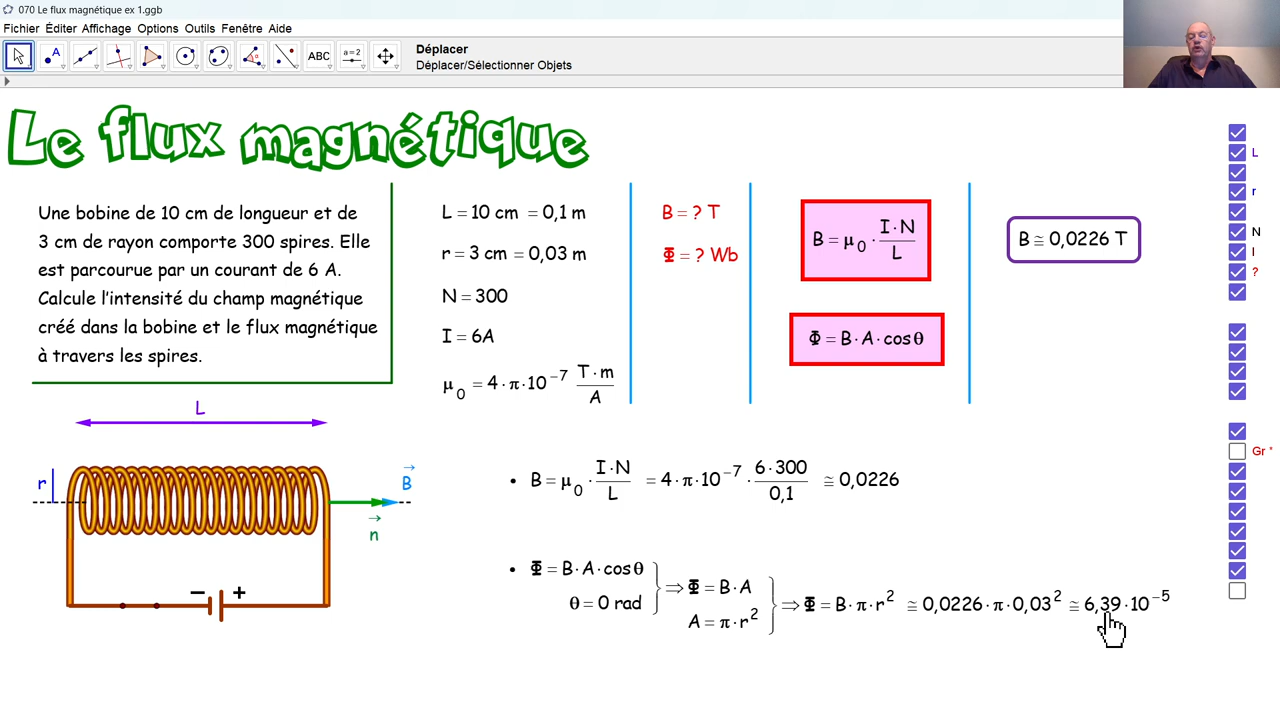 070 Le flux magnétique ex 1.ggb
Fichier Éditer Affichage Options Outils Fenêtre Aide
A
ABC
a=2
Déplacer
Déplacer/Sélectionner Objets
Le flux magnétique
Une bobine de 10 cm de longueur et de
3 cm de rayon comporte 300 spires. Elle
est parcourue par un courant de 6 A.
Calcule l'intensité du champ magnétique
créé dans la bobine et le flux magnétique
à travers les spires.
L = 10 cm = 0,1 m
r = 3 cm = 0,03 m
N = 300
I = 6A
μ₀ = 4·π·10⁻⁷ T·m/A
B = ? T
Φ = ? Wb
B = μ₀ · I·N/L
Φ = B·A·cosθ
B ≅ 0,0226 T
L
r
B
n
− +
• B = μ₀ · I·N/L = 4·π·10⁻⁷ · 6·300/0,1 ≅ 0,0226
• Φ = B·A·cosθ
θ = 0 rad
⇒ Φ = B·A
A = π·r²
⇒ Φ = B·π·r² ≅ 0,0226·π·0,03² ≅ 6,39·10⁻⁵
L
r
N
I
?
Gr *